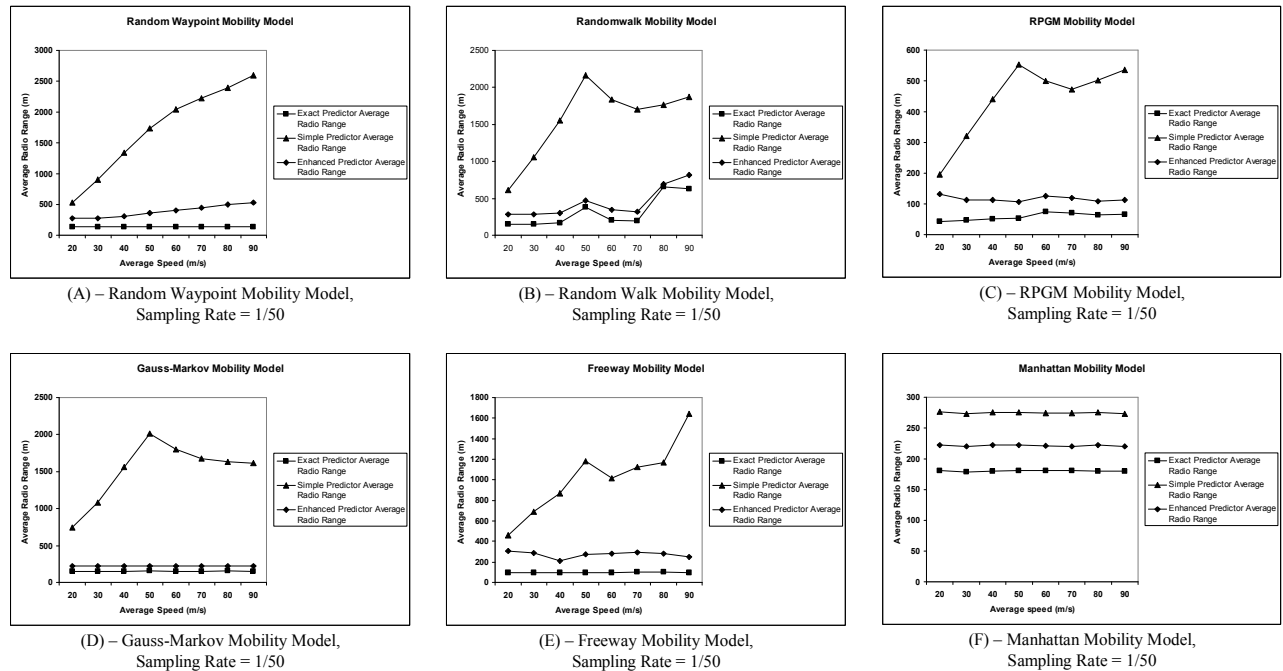 Random Waypoint Mobility Model
3000
2500
2000
1500
1000
500
0
20 30 40 50 60 70 80 90
Average Speed (m/s)
Average Radio Range (m)
Exact Predictor Average
Radio Range
Simple Predictor Average
Radio Range
Enhanced Predictor Average
Radio Range
(A) – Random Waypoint Mobility Model,
Sampling Rate = 1/50
Randomwalk Mobility Model
2500
2000
1500
1000
500
0
20 30 40 50 60 70 80 90
Average Speed (m/s)
Average Radio Range (m)
Exact Predictor Average
Radio Range
Simple Predictor Average
Radio Range
Enhanced Predictor Average
Radio Range
(B) – Random Walk Mobility Model,
Sampling Rate = 1/50
RPGM Mobility Model
600
500
400
300
200
100
0
20 30 40 50 60 70 80 90
Average Speed (m/s)
Average Radio Range (m)
Exact Predictor Average
Radio Range
Simple Predictor Average
Radio Range
Enhanced Predictor Average
Radio Range
(C) – RPGM Mobility Model,
Sampling Rate = 1/50
Gauss-Markov Mobility Model
2500
2000
1500
1000
500
0
20 30 40 50 60 70 80 90
Average Speed (m/s)
Average Radio Range (m)
Exact Predictor Average
Radio Range
Simple Predictor Average
Radio Range
Enhanced Predictor Average
Radio Range
(D) – Gauss-Markov Mobility Model,
Sampling Rate = 1/50
Freeway Mobility Model
1800
1600
1400
1200
1000
800
600
400
200
0
20 30 40 50 60 70 80 90
Average Speed (m/s)
Average Radio Range (m)
Exact Predictor Average
Radio Range
Simple Predictor Average
Radio Range
Enhanced Predictor Average
Radio Range
(E) – Freeway Mobility Model,
Sampling Rate = 1/50
Manhattan Mobility Model
300
250
200
150
100
50
0
20 30 40 50 60 70 80 90
Average speed (m/s)
Average Radio Range (m)
Exact Predictor Average
Radio Range
Simple Predictor Average
Radio Range
Enhanced Predictor Average
Radio Range
(F) – Manhattan Mobility Model,
Sampling Rate = 1/50